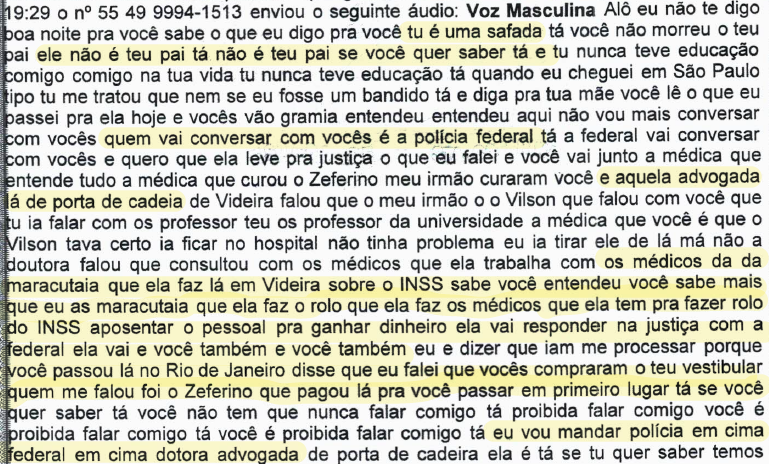 19:29 o nº 55 49 9994-1513 enviou o seguinte áudio: Voz Masculina Alô eu não te digo
boa noite pra você sabe o que eu digo pra você tu é uma safada tá você não morreu o teu
pai ele não é teu pai tá não é teu pai se você quer saber tá e tu nunca teve educação
comigo comigo na tua vida tu nunca teve educação tá quando eu cheguei em São Paulo
tipo tu me tratou que nem se eu fosse um bandido tá e diga pra tua mãe você lê o que eu
passei pra ela hoje e vocês vão gramia entendeu entendeu aqui não vou mais conversar
com vocês quem vai conversar com vocês é a polícia federal tá a federal vai conversar
com vocês e quero que ela leve pra justiça o que eu falei e você vai junto a médica que
entende tudo a médica que curou o Zeferino meu irmão curaram você e aquela advogada
lá de porta de cadeia de Videira falou que o meu irmão o o Vilson que falou com você que
tu ia falar com os professor teu os professor da universidade a médica que você é que o
Vilson tava certo ia ficar no hospital não tinha problema eu ia tirar ele de lá má não a
doutora falou que consultou com os médicos que ela trabalha com os médicos da da
maracutaia que ela faz lá em Videira sobre o INSS sabe você entendeu você sabe mais
que eu as maracutaia que ela faz o rolo que ela faz os médicos que ela tem pra fazer rolo
do INSS aposentar o pessoal pra ganhar dinheiro ela vai responder na justiça com a
federal ela vai e você também e você também eu e dizer que iam me processar porque
você passou lá no Rio de Janeiro disse que eu falei que vocês compraram o teu vestibular
quem me falou foi o Zeferino que pagou lá pra você passar em primeiro lugar tá se você
quer saber tá você não tem que nunca falar comigo tá proibida falar comigo você é
proibida falar comigo tá você é proibida falar comigo tá eu vou mandar polícia em cima
federal em cima dotora advogada de porta de cadeira ela é tá se tu quer saber temos